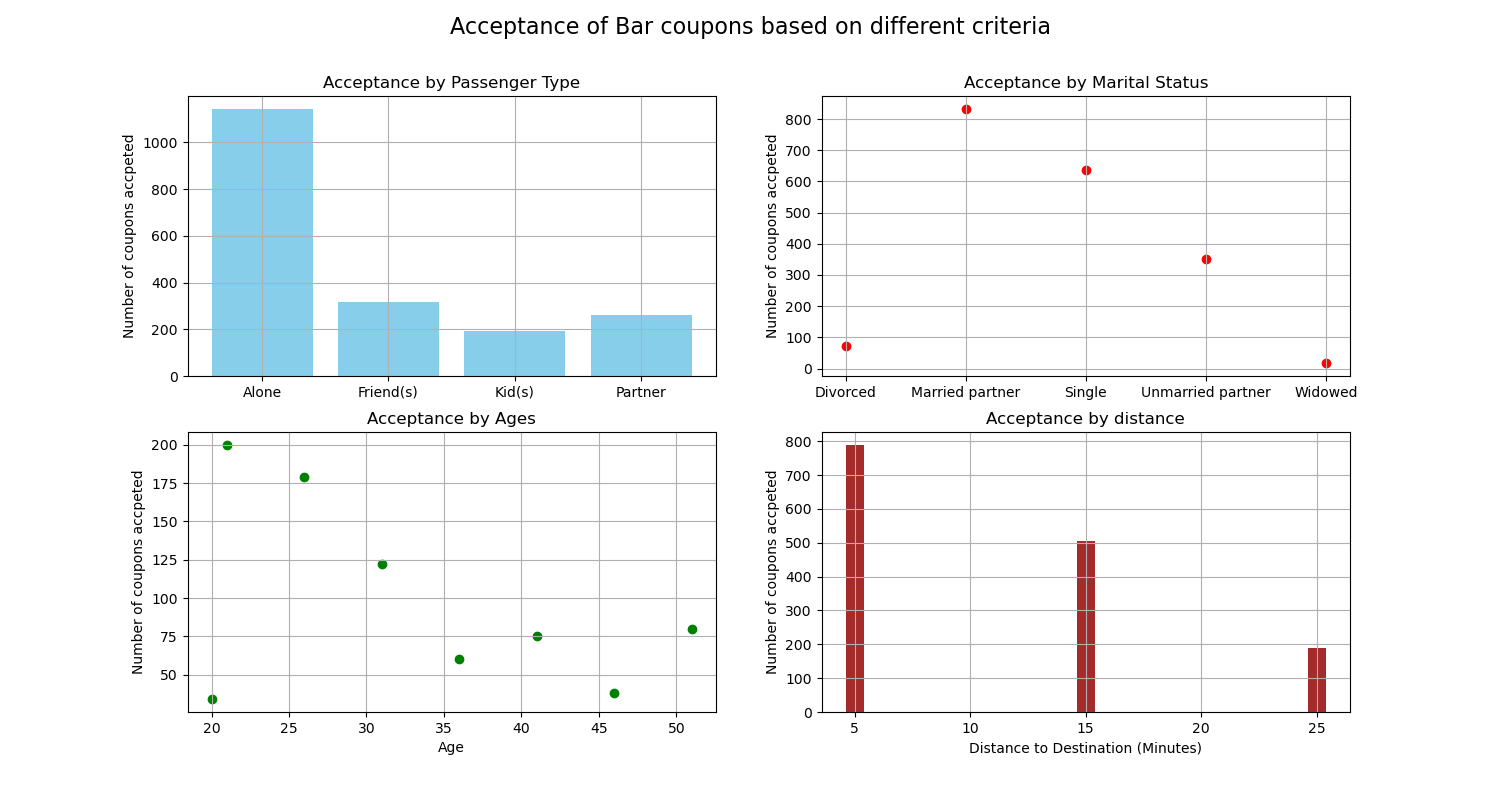 Acceptance of Bar coupons based on different criteria
Acceptance by Passenger Type
Number of coupons accpeted
1000
800
600
400
200
0
Alone Friend(s) Kid(s) Partner
Acceptance by Marital Status
Number of coupons accpeted
800
700
600
500
400
300
200
100
0
Divorced Married partner Single Unmarried partner Widowed
Acceptance by Ages
Number of coupons accpeted
200
175
150
125
100
75
50
20 25 30 35 40 45 50
Age
Acceptance by distance
Number of coupons accpeted
800
700
600
500
400
300
200
100
0
5 10 15 20 25
Distance to Destination (Minutes)